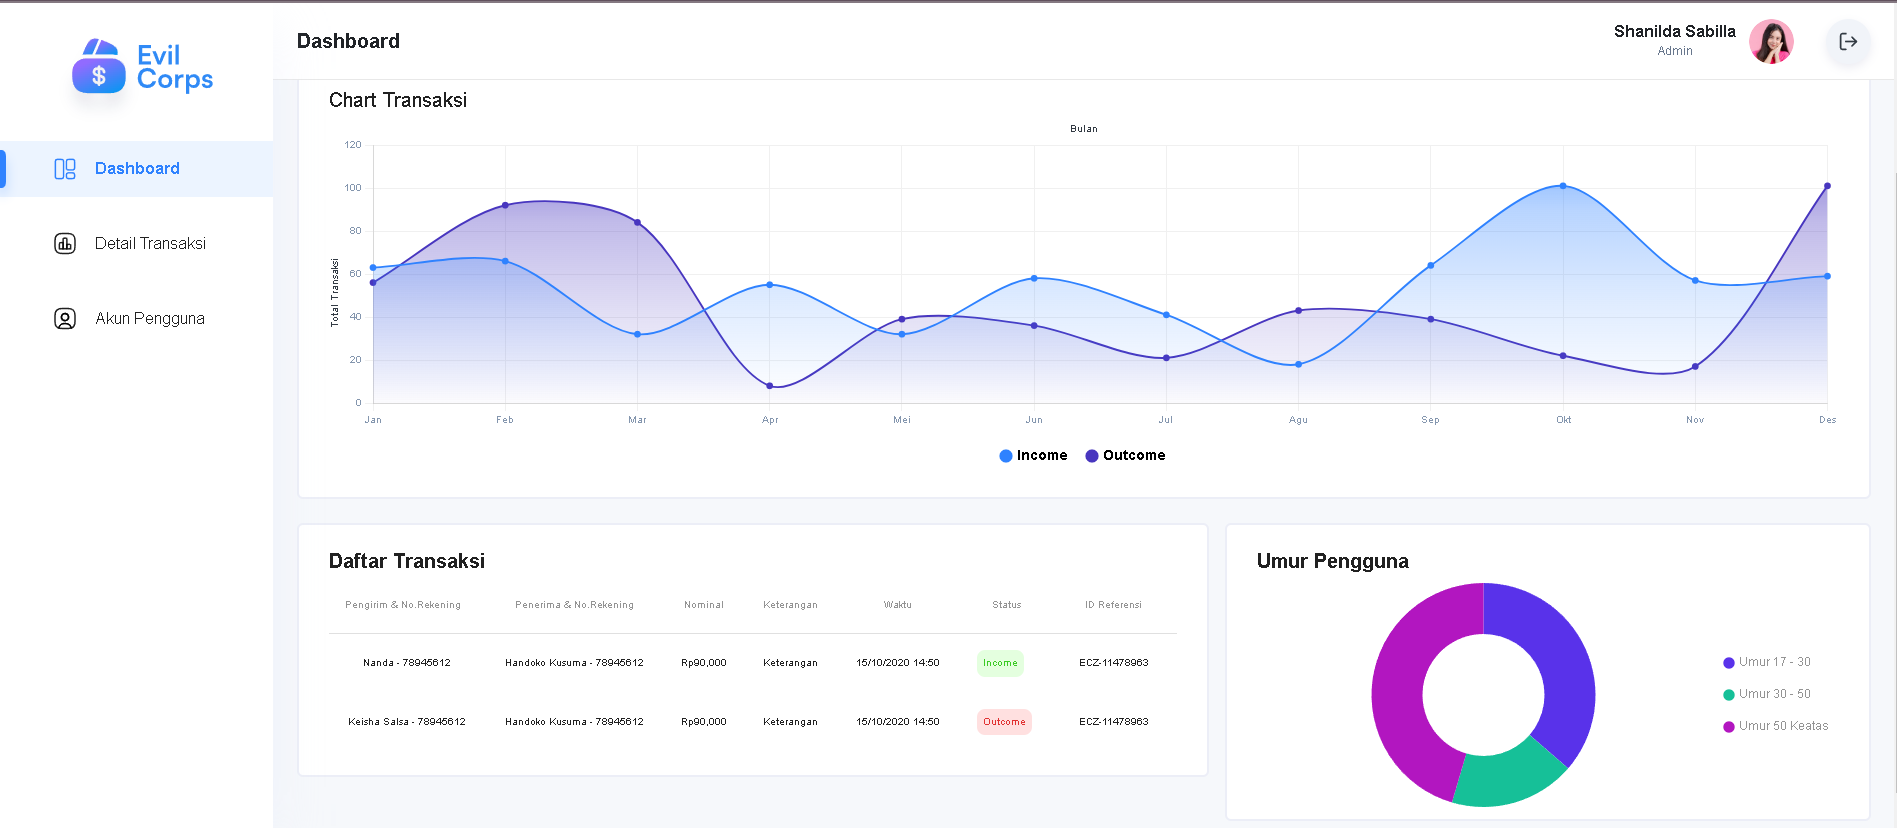 Evil
Corps
Dashboard
Detail Transaksi
Akun Pengguna
Dashboard
Shanilda Sabilla
Admin
Chart Transaksi
Bulan
Total Transaksi
120
100
80
60
40
20
0
Jan Feb Mar Apr Mei Jun Jul Agu Sep Okt Nov Des
Income Outcome
Daftar Transaksi
Pengirim & No.Rekening Penerima & No.Rekening Nominal Keterangan Waktu Status ID Referensi
Nanda - 78945612 Handoko Kusuma - 78945612 Rp90,000 Keterangan 15/10/2020 14:50 Income ECZ-11478963
Keisha Salsa - 78945612 Handoko Kusuma - 78945612 Rp90,000 Keterangan 15/10/2020 14:50 Outcome ECZ-11478963
Umur Pengguna
Umur 17 - 30
Umur 30 - 50
Umur 50 Keatas